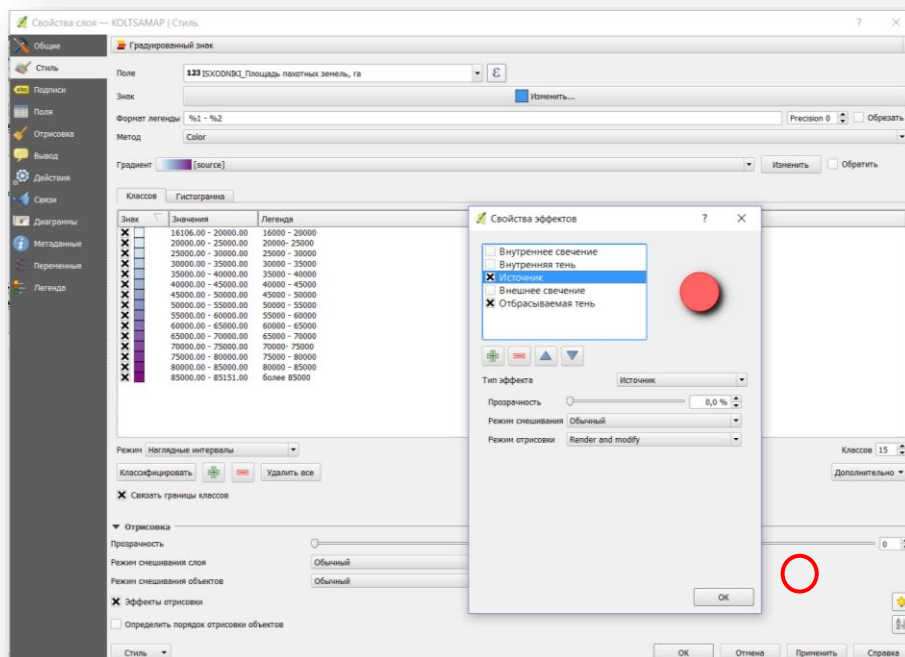 Свойства слоя — KOLTSAMAP | Стиль
Общие
Стиль
Подписи
Поля
Отрисовка
Вывод
Действия
Связи
Диаграммы
Метаданные
Переменные
Легенда
Градуированный знак
Поле 123 ISXODNIKI_Площадь пахотных земель, га ε
Знак Изменить...
Формат легенды %1 - %2 Precision 0 Обрезать
Метод Color
Градиент [source] Изменить Обратить
Классов Гистограмма
Знак Значения Легенда
16106.00 - 20000.00 16000 - 20000
20000.00 - 25000.00 20000- 25000
25000.00 - 30000.00 25000 - 30000
30000.00 - 35000.00 30000 - 35000
35000.00 - 40000.00 35000 - 40000
40000.00 - 45000.00 40000 - 45000
45000.00 - 50000.00 45000 - 50000
50000.00 - 55000.00 50000 - 55000
55000.00 - 60000.00 55000 - 60000
60000.00 - 65000.00 60000 - 65000
65000.00 - 70000.00 65000 - 70000
70000.00 - 75000.00 70000- 75000
75000.00 - 80000.00 75000 - 80000
80000.00 - 85000.00 80000 - 85000
85000.00 - 85151.00 более 85000
Режим Наглядные интервалы Классов 15
Классифицировать Удалить все Дополнительно
Связать границы классов
Отрисовка
Прозрачность 0
Режим смешивания слоя Обычный
Режим смешивания объектов Обычный
Эффекты отрисовки
Определить порядок отрисовки объектов
Стиль OK Отмена Применить Справка
Свойства эффектов ?
Внутреннее свечение
Внутренняя тень
Источник
Внешнее свечение
Отбрасываемая тень
Тип эффекта Источник
Прозрачность 0,0 %
Режим смешивания Обычный
Режим отрисовки Render and modify
OK